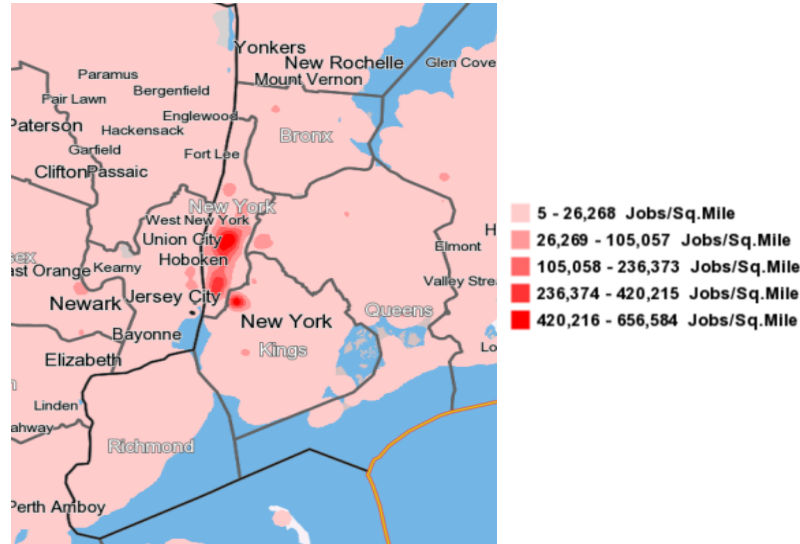 Yonkers
New Rochelle
Glen Cove
Mount Vernon
Paramus
Bergenfield
Fair Lawn
Englewood
Paterson
Hackensack
Bronx
Garfield
Fort Lee
Clifton Passaic
New York
West New York
Union City
Elmont
Hoboken
ast Orange
Kearny
Valley Stre
Newark
Jersey City
Queens
New York
Bayonne
Kings
Lo
Elizabeth
Linden
ahway
Richmond
Perth Amboy
5 - 26,268 Jobs/Sq.Mile
26,269 - 105,057 Jobs/Sq.Mile
105,058 - 236,373 Jobs/Sq.Mile
236,374 - 420,215 Jobs/Sq.Mile
420,216 - 656,584 Jobs/Sq.Mile